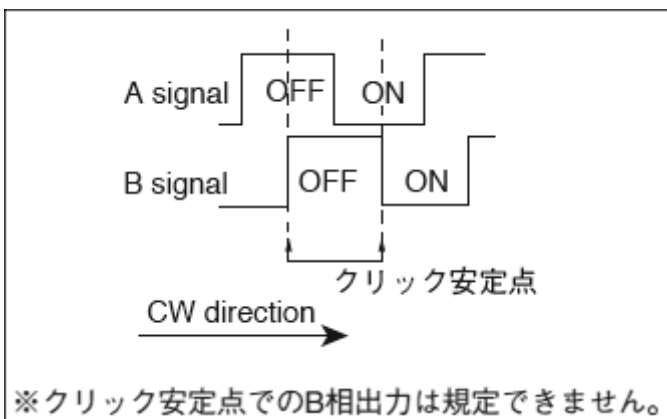 A signal OFF ON
B signal OFF ON
クリック安定点
CW direction
※クリック安定点でのB相出力は規定できません。